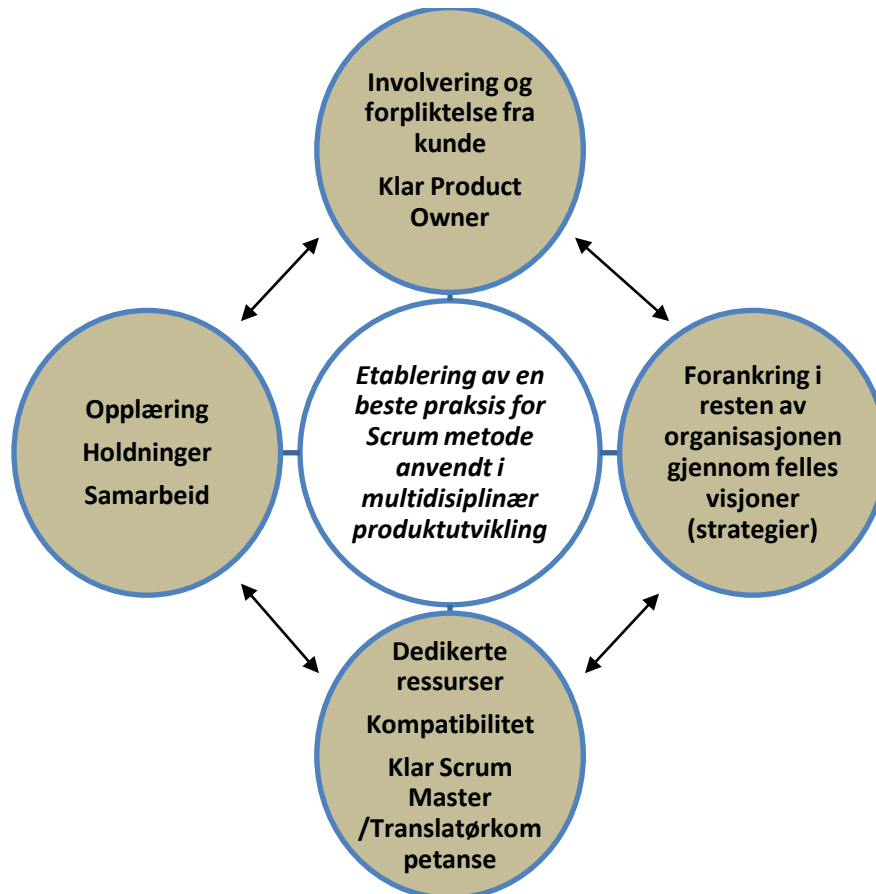 Involvering og
forpliktelse fra
kunde
Klar Product
Owner
Opplæring
Holdninger
Samarbeid
Etablering av en
beste praksis for
Scrum metode
anvendt i
multidisiplinær
produktutvikling
Forankring i
resten av
organisasjonen
gjennom felles
visjoner
(strategier)
Dedikerte
ressurser
Kompatibilitet
Klar Scrum
Master
/Translatørkom
petanse